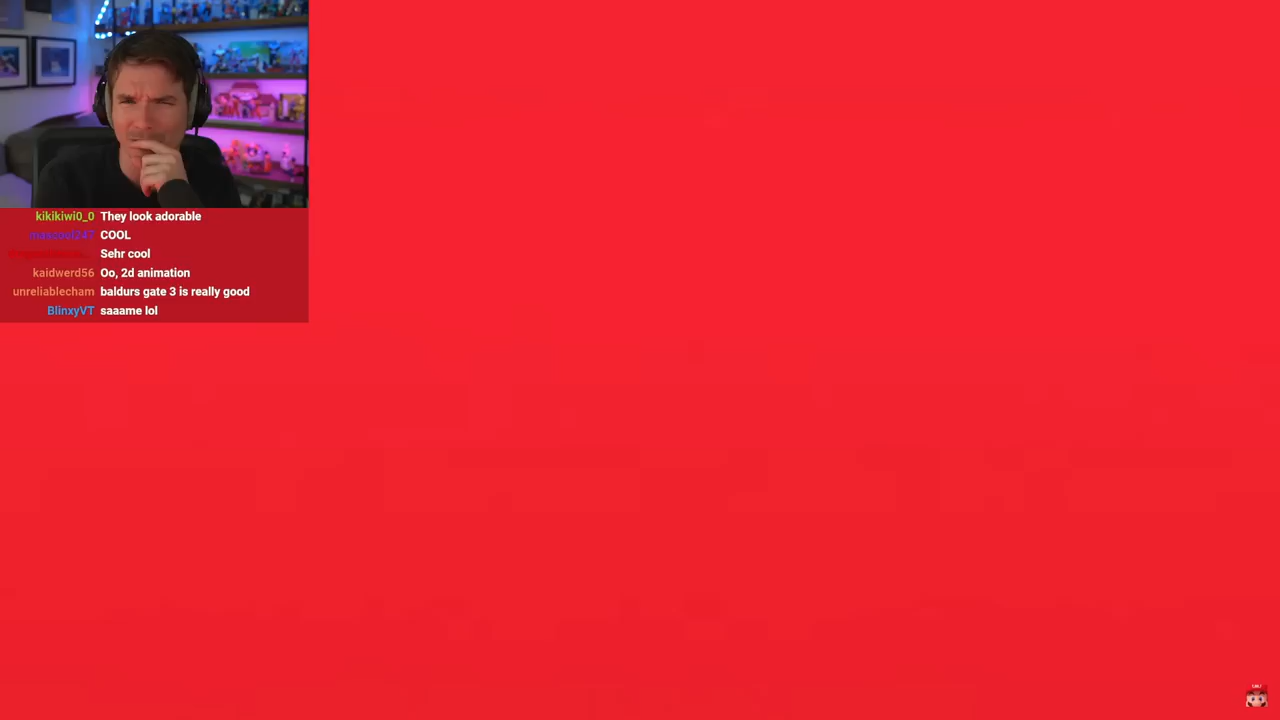 kikikiwi0_0 They look adorable
COOL
Sehr cool
kaidwerd56 Oo, 2d animation
unreliablecham baldurs gate 3 is really good
BlinxyVT saaame lol